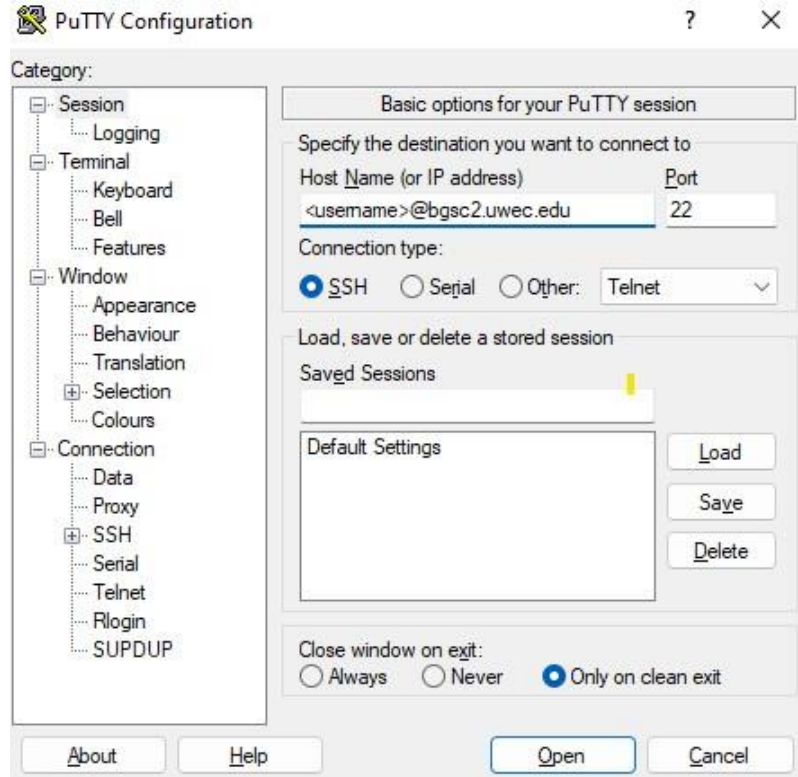 PuTTY Configuration ? ×
Category:
Session
Logging
Terminal
Keyboard
Bell
Features
Window
Appearance
Behaviour
Translation
Selection
Colours
Connection
Data
Proxy
SSH
Serial
Telnet
Rlogin
SUPDUP
Basic options for your PuTTY session
Specify the destination you want to connect to
Host Name (or IP address) Port
<username>@bgsc2.uwec.edu 22
Connection type:
SSH Serial Other: Telnet
Load, save or delete a stored session
Saved Sessions
Default Settings
Load
Save
Delete
Close window on exit:
Always Never Only on clean exit
About Help Open Cancel